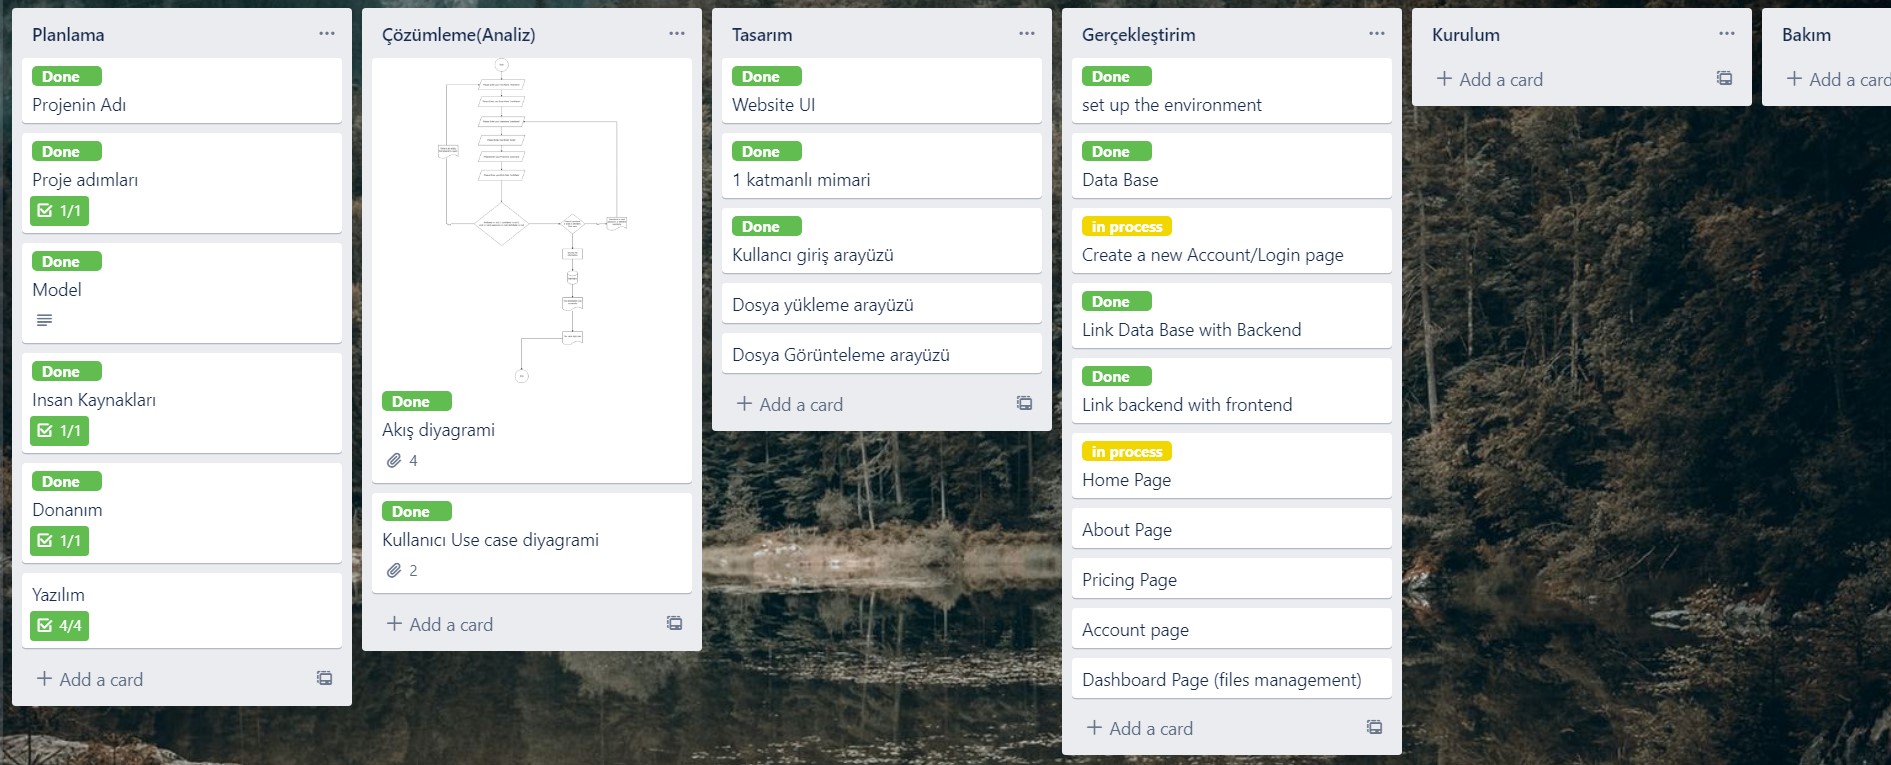 Planlama
Done
Projenin Adı
Done
Proje adımları
1/1
Done
Model
Done
Insan Kaynakları
1/1
Done
Donanım
1/1
Yazılım
4/4
+ Add a card
Çözümleme(Analiz)
Done
Akış diyagrami
4
Done
Kullanıcı Use case diyagrami
2
+ Add a card
Tasarım
Done
Website UI
Done
1 katmanlı mimari
Done
Kullancı giriş arayüzü
Dosya yükleme arayüzü
Dosya Görünteleme arayüzü
+ Add a card
Gerçekleştirim
Done
set up the environment
Done
Data Base
in process
Create a new Account/Login page
Done
Link Data Base with Backend
Done
Link backend with frontend
in process
Home Page
About Page
Pricing Page
Account page
Dashboard Page (files management)
+ Add a card
Kurulum
+ Add a card
Bakım
+ Add a card